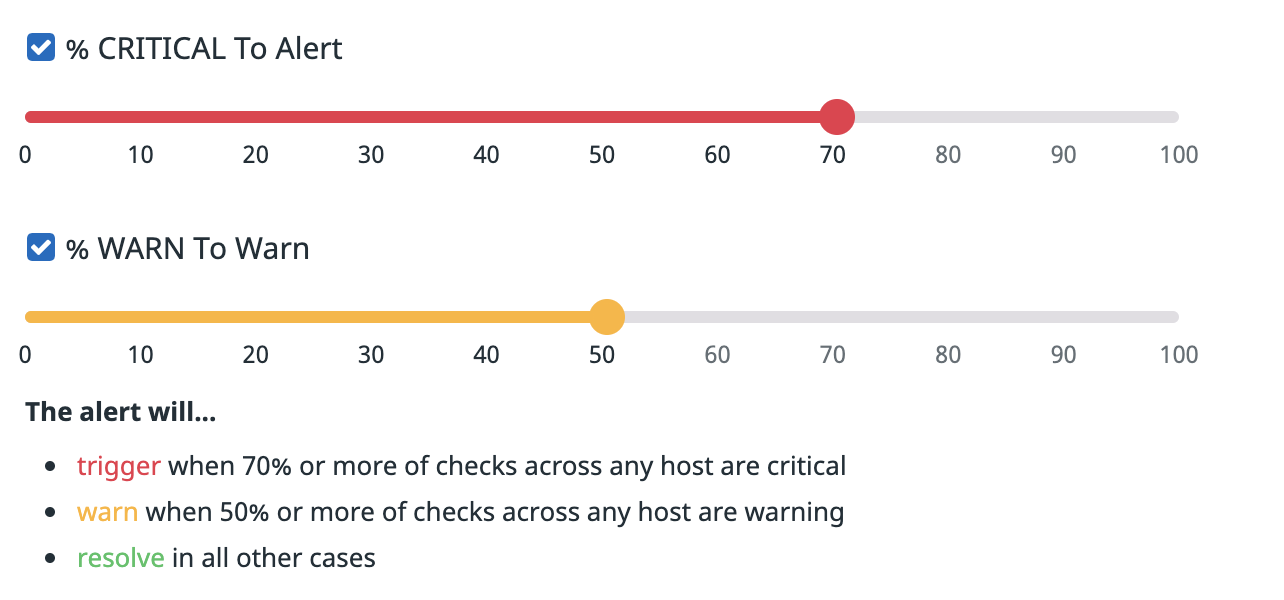 % CRITICAL To Alert
0 10 20 30 40 50 60 70 80 90 100
% WARN To Warn
0 10 20 30 40 50 60 70 80 90 100
The alert will...
• trigger when 70% or more of checks across any host are critical
• warn when 50% or more of checks across any host are warning
• resolve in all other cases